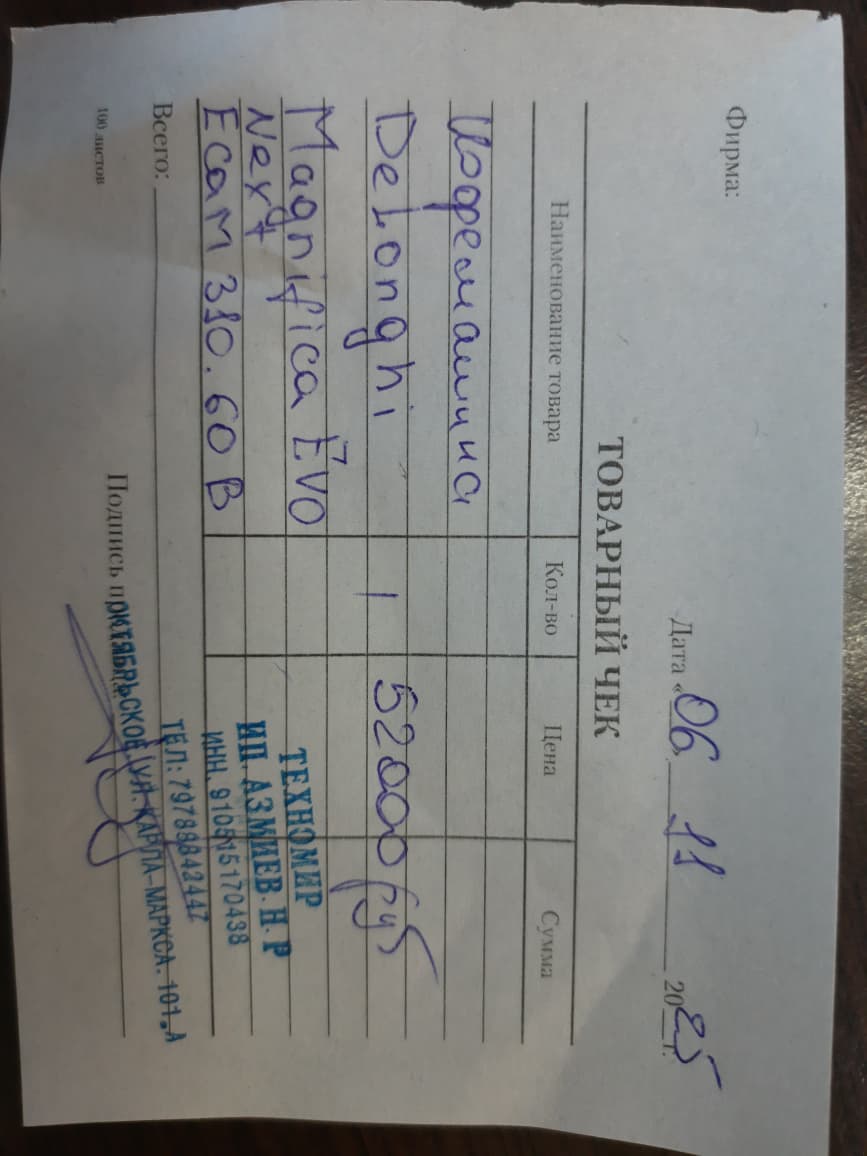 Фирма:
Дата «06 11 2025 г.
ТОВАРНЫЙ ЧЕК
Наименование товара Кол-во Цена Сумма
Кофемашина
DeLonghi 1 52000 руб
Magnifica EVO
Next
Ecam 310.60 B
ТЕХНОМИР
ИП. АЗМИЕВ. Н. Р
ИНН. 910515170438
ТЕЛ: 79788842447
ОКТЯБРЬСКОЕ, УЛ. КАРЛА-МАРКСА. 101.А
Всего:
Подпись
100 листов